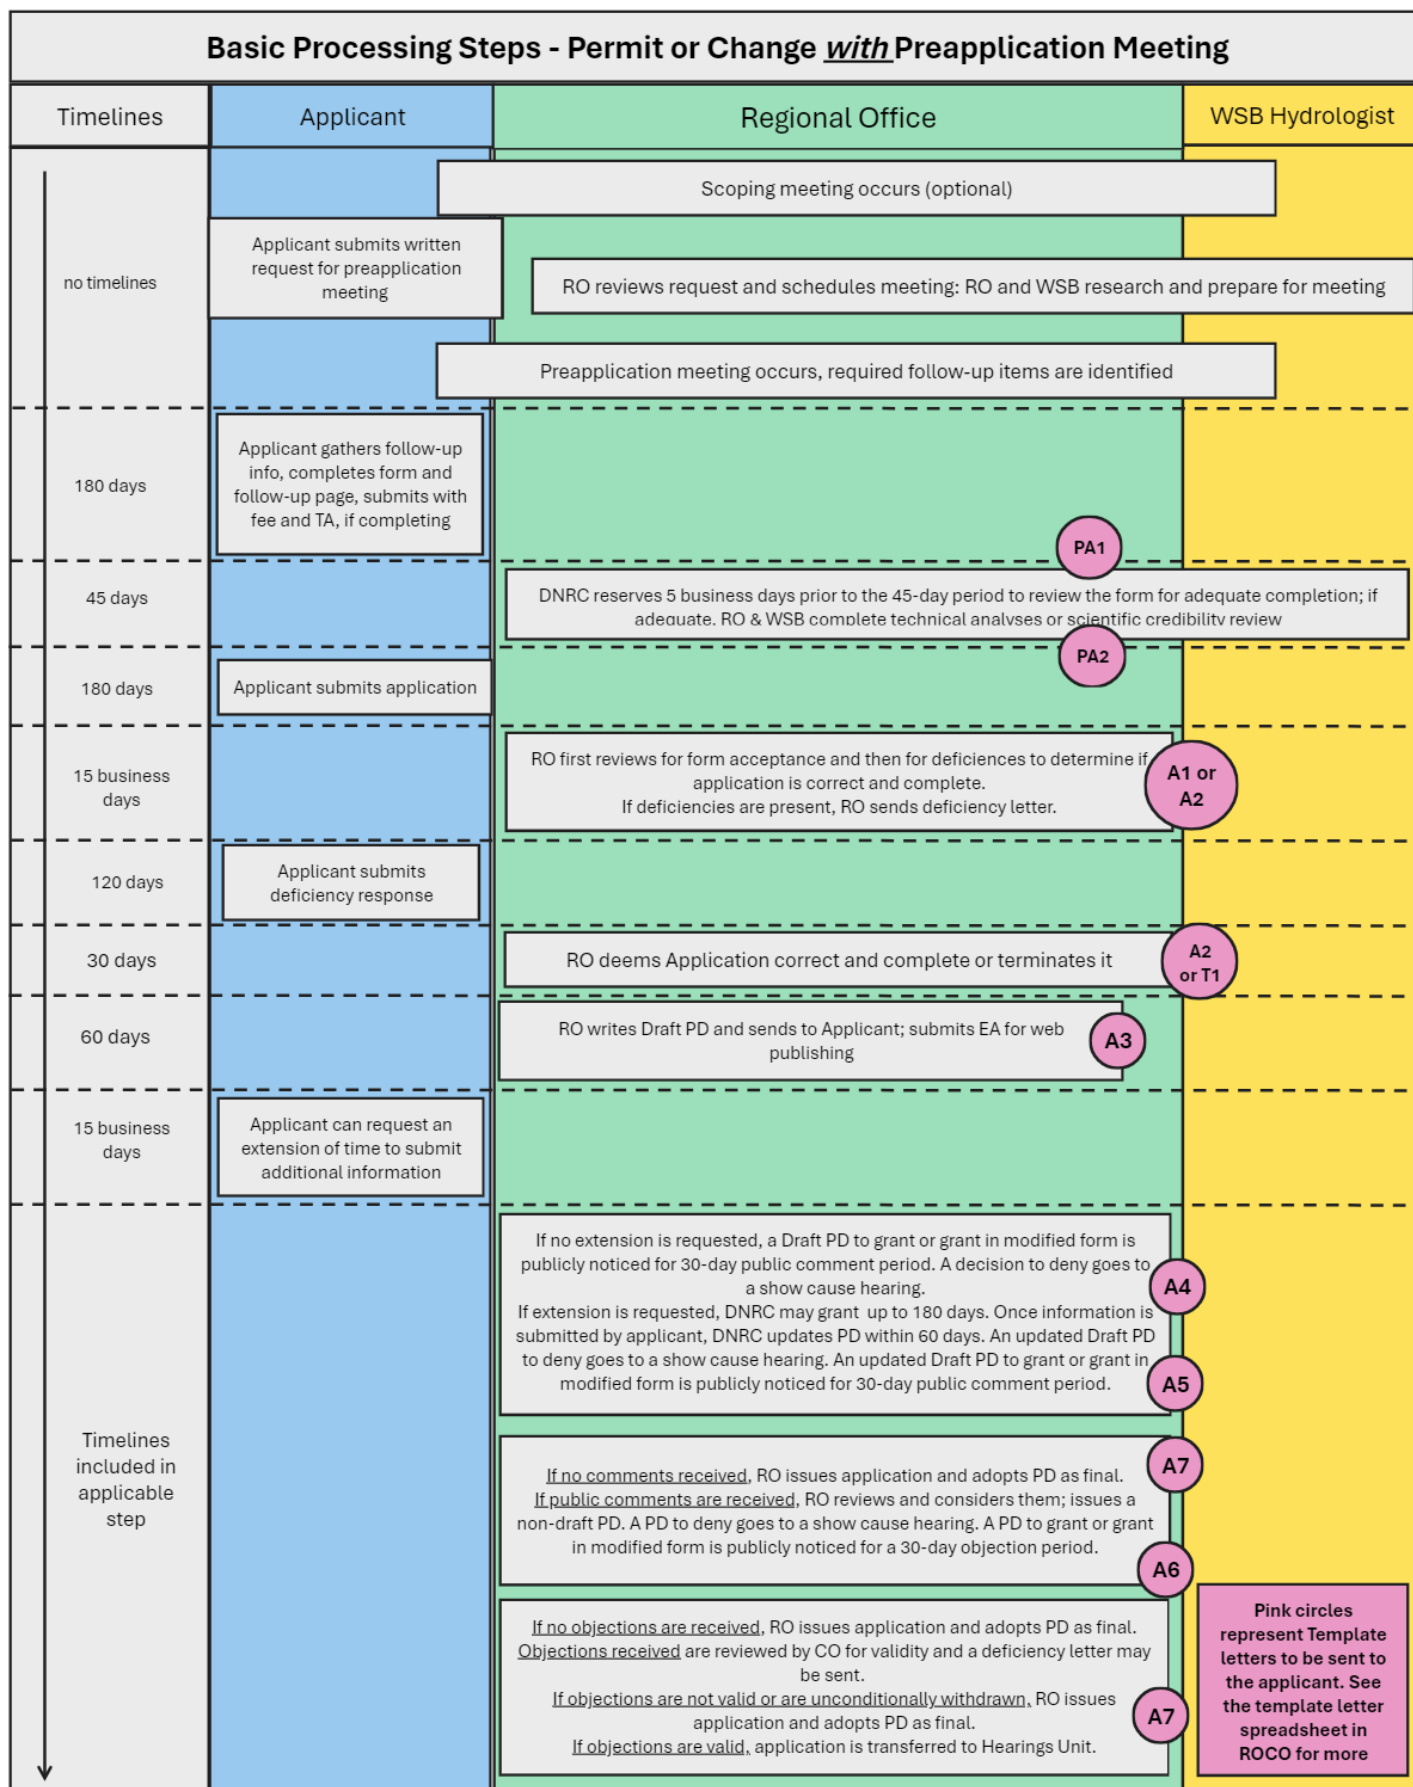 Basic Processing Steps - Permit or Change with Preapplication Meeting
Timelines
Applicant
Regional Office
WSB Hydrologist
Scoping meeting occurs (optional)
no timelines
Applicant submits written
request for preapplication
meeting
RO reviews request and schedules meeting: RO and WSB research and prepare for meeting
Preapplication meeting occurs, required follow-up items are identified
180 days
Applicant gathers follow-up
info, completes form and
follow-up page, submits with
fee and TA, if completing
PA1
45 days
DNRC reserves 5 business days prior to the 45-day period to review the form for adequate completion; if
adequate, RO & WSB complete technical analyses or scientific credibility review
PA2
180 days
Applicant submits application
15 business
days
RO first reviews for form acceptance and then for deficiences to determine if
application is correct and complete.
If deficiencies are present, RO sends deficiency letter.
A1 or
A2
120 days
Applicant submits
deficiency response
30 days
RO deems Application correct and complete or terminates it
A2
or T1
60 days
RO writes Draft PD and sends to Applicant; submits EA for web
publishing
A3
15 business
days
Applicant can request an
extension of time to submit
additional information
Timelines
included in
applicable
step
If no extension is requested, a Draft PD to grant or grant in modified form is
publicly noticed for 30-day public comment period. A decision to deny goes to
a show cause hearing.
If extension is requested, DNRC may grant up to 180 days. Once information is
submitted by applicant, DNRC updates PD within 60 days. An updated Draft PD
to deny goes to a show cause hearing. An updated Draft PD to grant or grant in
modified form is publicly noticed for 30-day public comment period.
A4
A5
If no comments received, RO issues application and adopts PD as final.
If public comments are received, RO reviews and considers them; issues a
non-draft PD. A PD to deny goes to a show cause hearing. A PD to grant or grant
in modified form is publicly noticed for a 30-day objection period.
A7
A6
If no objections are received, RO issues application and adopts PD as final.
Objections received are reviewed by CO for validity and a deficiency letter may
be sent.
If objections are not valid or are unconditionally withdrawn, RO issues
application and adopts PD as final.
If objections are valid, application is transferred to Hearings Unit.
A7
Pink circles
represent Template
letters to be sent to
the applicant. See
the template letter
spreadsheet in
ROCO for more